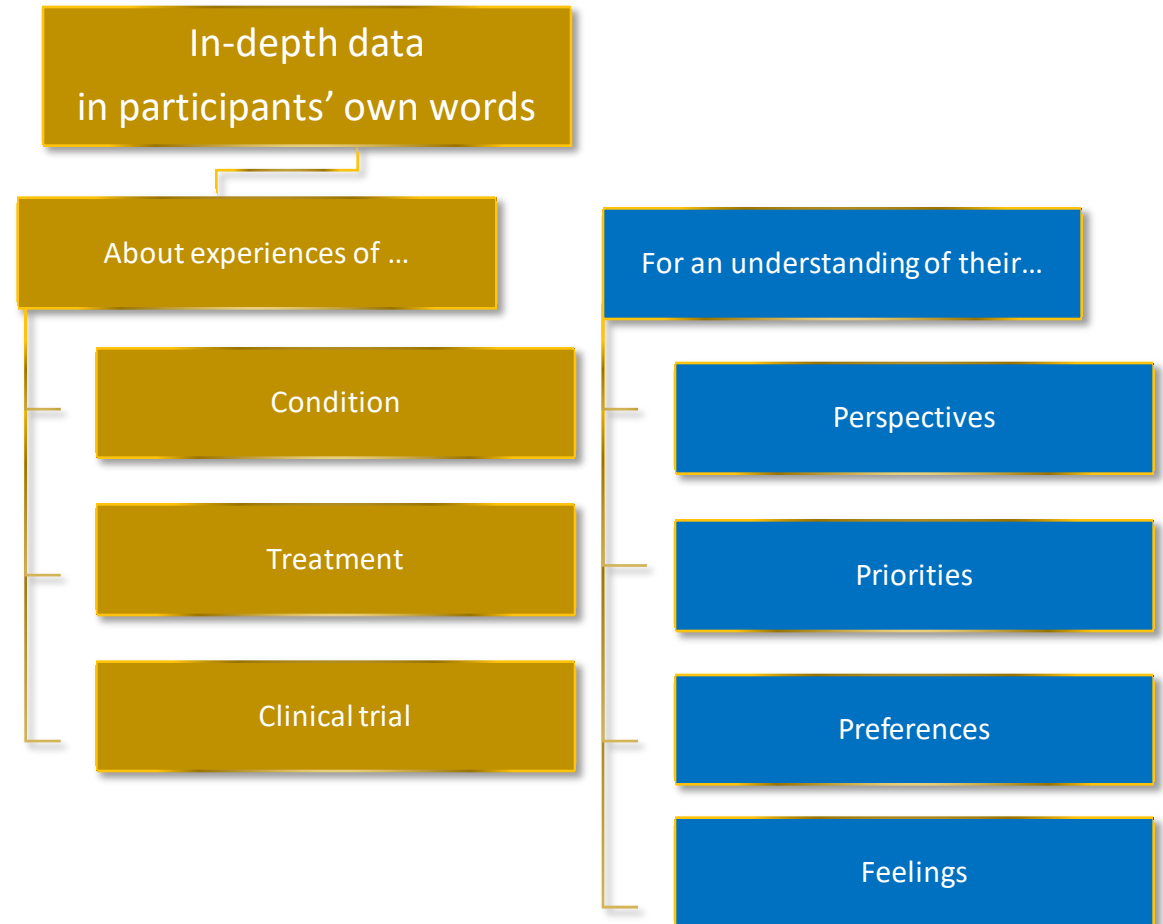 In-depth data
in participants’ own words
About experiences of …
Condition
Treatment
Clinical trial
For an understanding of their…
Perspectives
Priorities
Preferences
Feelings